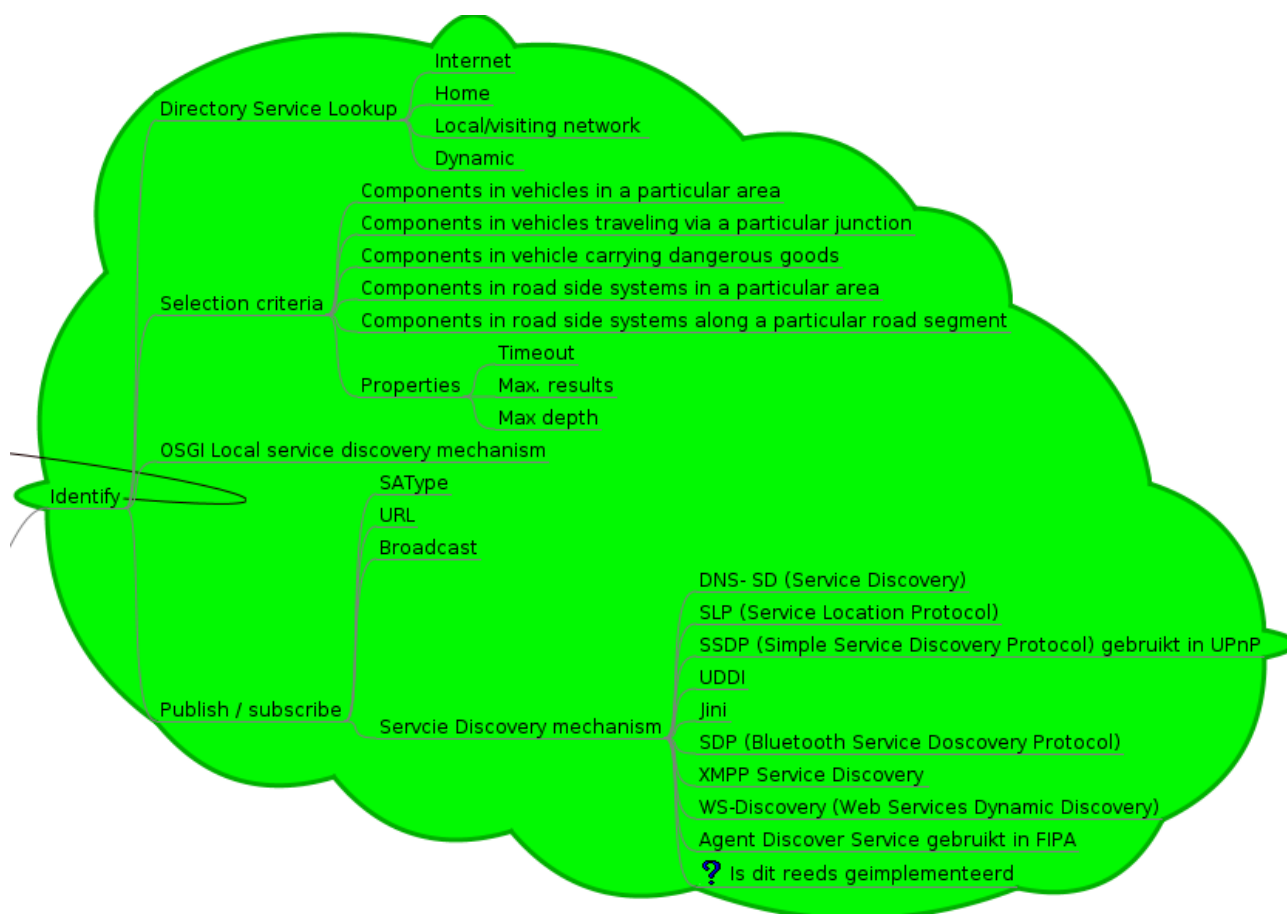 Internet
Home
Directory Service Lookup
Local/visiting network
Dynamic
Components in vehicles in a particular area
Components in vehicles traveling via a particular junction
Components in vehicle carrying dangerous goods
Components in road side systems in a particular area
Selection criteria
Components in road side systems along a particular road segment
Timeout
Properties
Max. results
Max depth
OSGI Local service discovery mechanism
Identify
SAType
URL
Broadcast
Publish / subscribe
Servcie Discovery mechanism
DNS- SD (Service Discovery)
SLP (Service Location Protocol)
SSDP (Simple Service Discovery Protocol) gebruikt in UPnP
UDDI
Jini
SDP (Bluetooth Service Doscovery Protocol)
XMPP Service Discovery
WS-Discovery (Web Services Dynamic Discovery)
Agent Discover Service gebruikt in FIPA
? Is dit reeds geimplementeerd